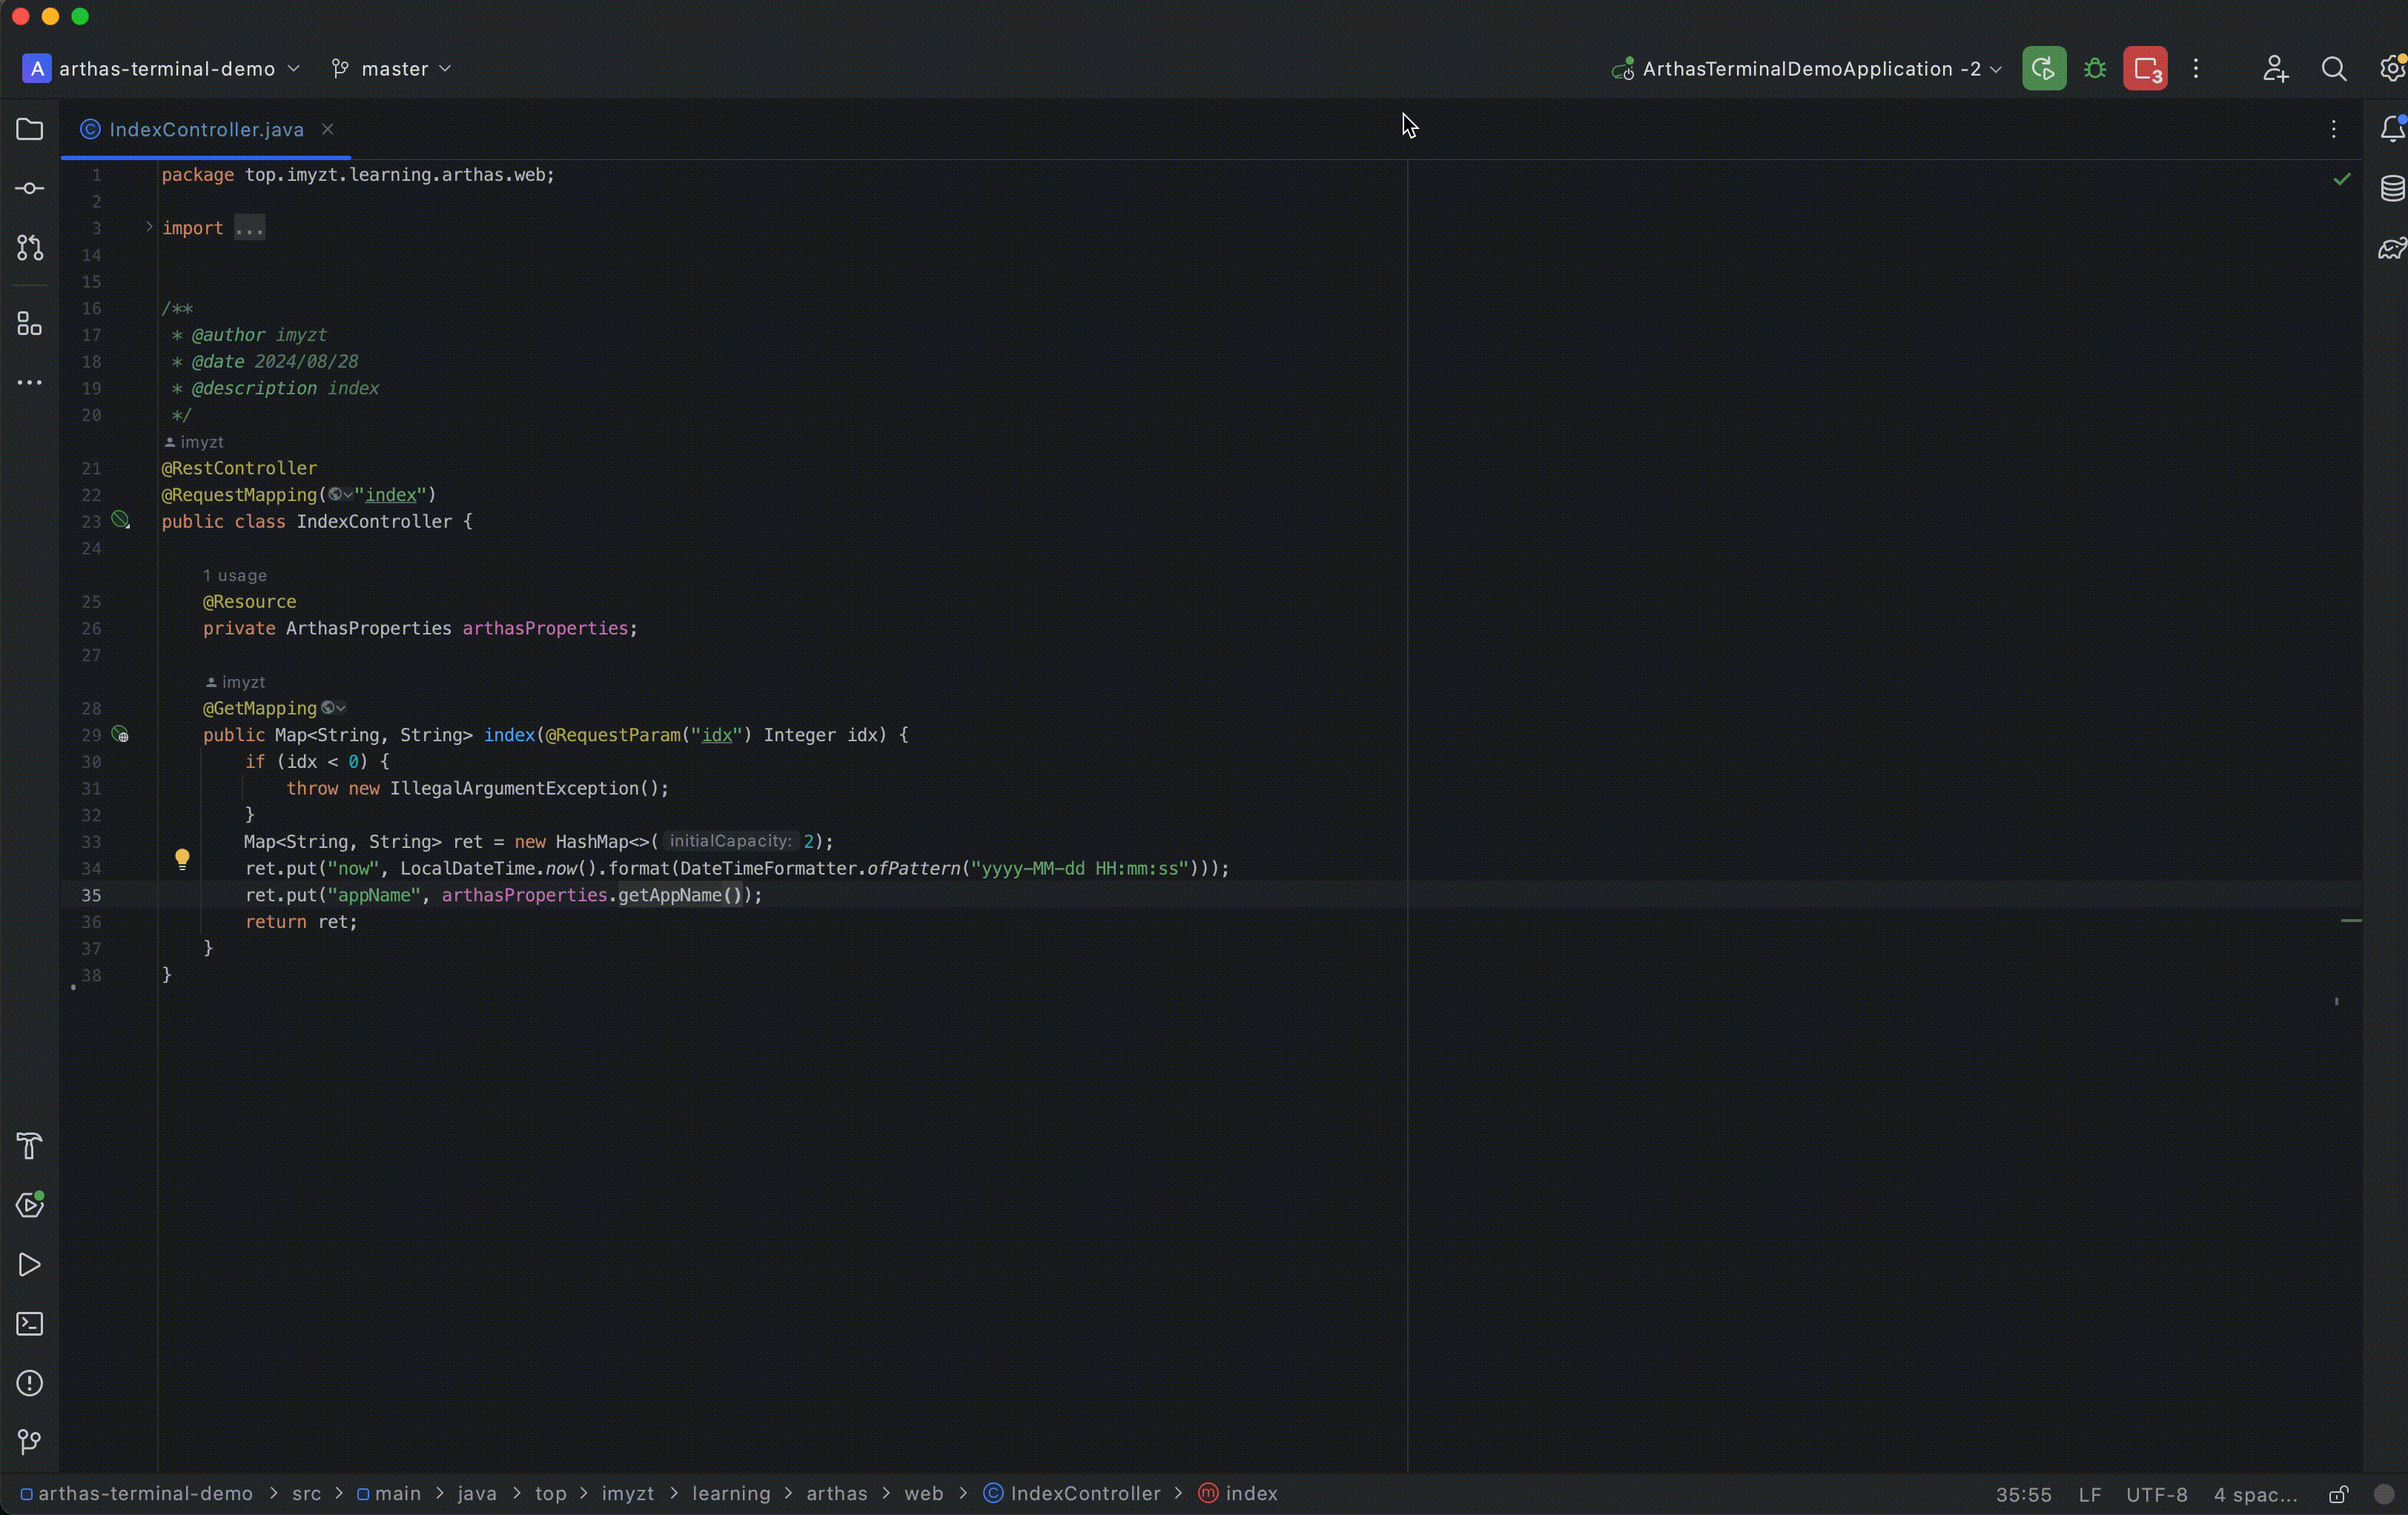 A arthas-terminal-demo master ArthasTerminalDemoApplication -2 3
IndexController.java
1 package top.imyzt.learning.arthas.web;
2
3 import ...
14
15
16 /**
17 * @author imyzt
18 * @date 2024/08/28
19 * @description index
20 */
imyzt
21 @RestController
22 @RequestMapping("index")
23 public class IndexController {
24
1 usage
25 @Resource
26 private ArthasProperties arthasProperties;
27
imyzt
28 @GetMapping
29 public Map<String, String> index(@RequestParam("idx") Integer idx) {
30 if (idx < 0) {
31 throw new IllegalArgumentException();
32 }
33 Map<String, String> ret = new HashMap<>( initialCapacity: 2);
34 ret.put("now", LocalDateTime.now().format(DateTimeFormatter.ofPattern("yyyy-MM-dd HH:mm:ss")));
35 ret.put("appName", arthasProperties.getAppName());
36 return ret;
37 }
38 }
arthas-terminal-demo > src > main > java > top > imyzt > learning > arthas > web > IndexController > index 35:55 LF UTF-8 4 spac...